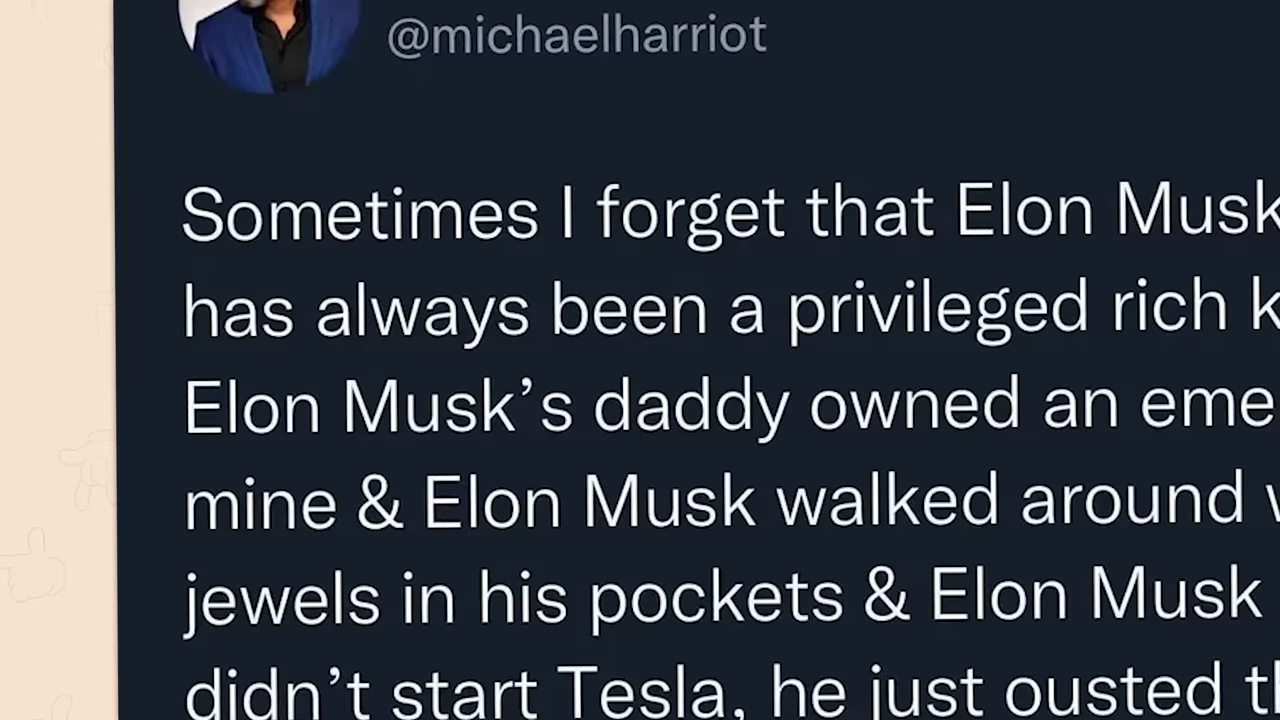 @michaelharriot
Sometimes I forget that Elon Musk
has always been a privileged rich
Elon Musk’s daddy owned an eme
mine & Elon Musk walked around
jewels in his pockets & Elon Musk
didn’t start Tesla, he just ousted